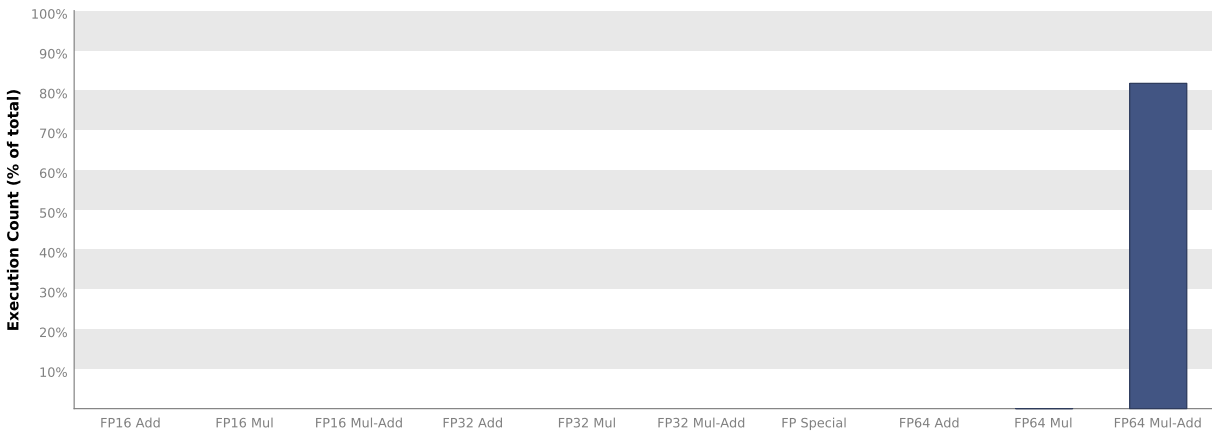 Execution Count (% of total)
100%
90%
80%
70%
60%
50%
40%
30%
20%
10%
FP16 Add
FP16 Mul
FP16 Mul-Add
FP32 Add
FP32 Mul
FP32 Mul-Add
FP Special
FP64 Add
FP64 Mul
FP64 Mul-Add